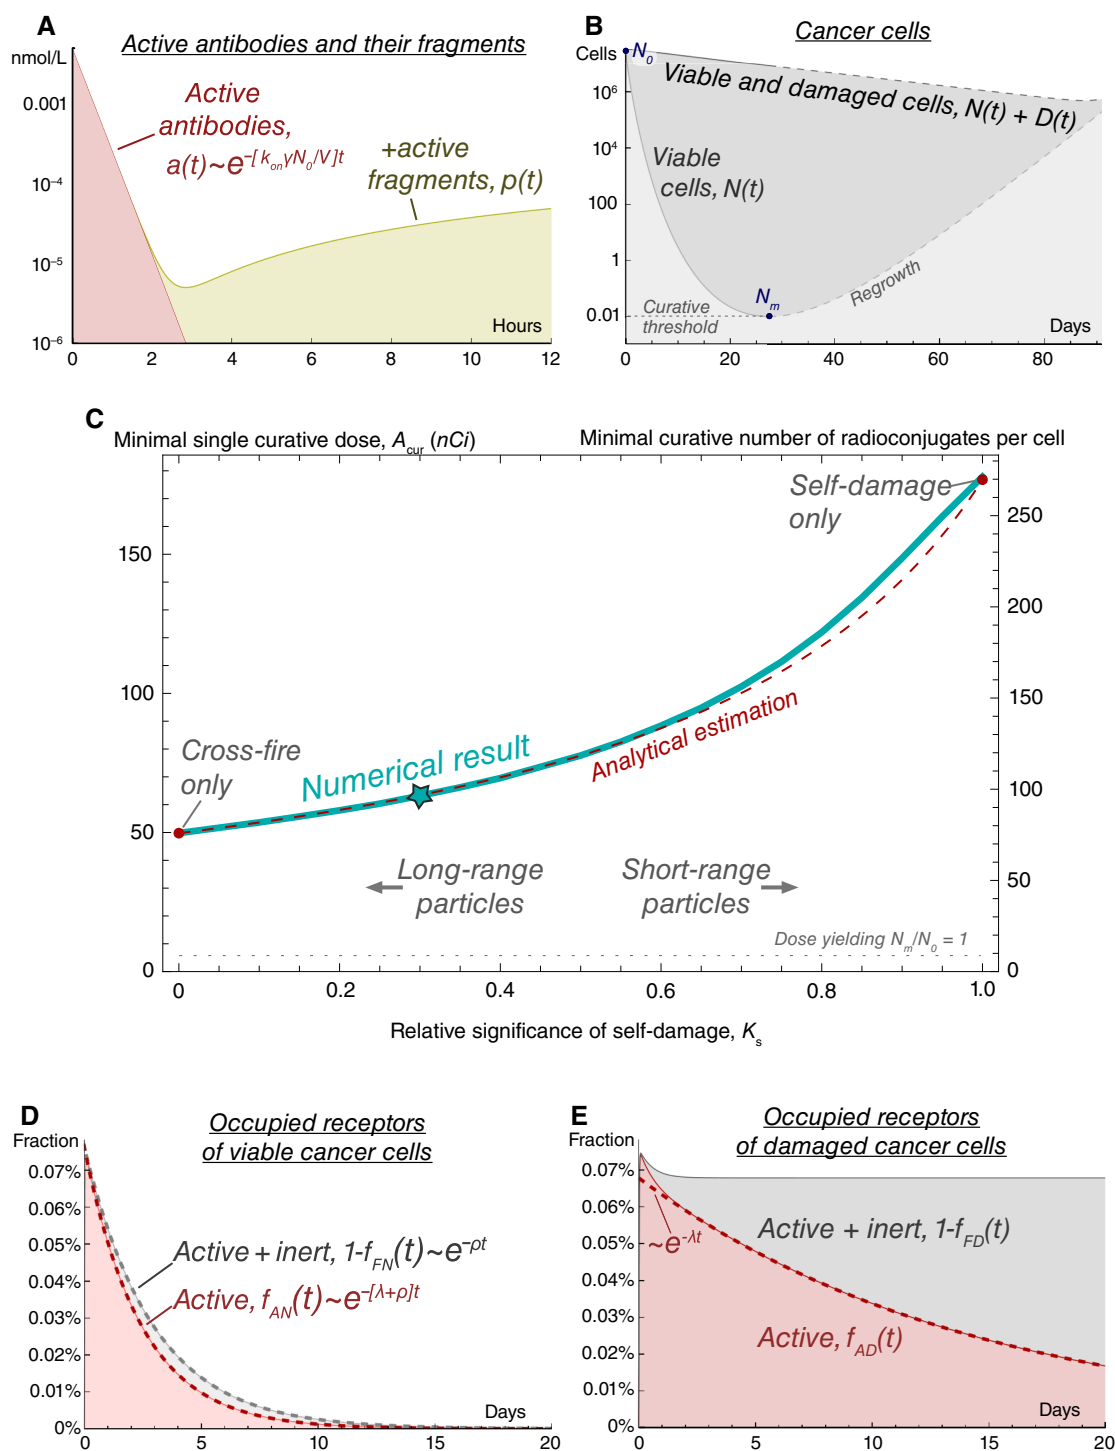 A
Active antibodies and their fragments
nmol/L
0.001
10⁻⁴
10⁻⁵
10⁻⁶
Active
antibodies,
a(t)~e^-[k_on γN_0/V]t
+active
fragments, p(t)
Hours
0 2 4 6 8 10 12
B
Cancer cells
Cells
N_0
10⁶
10⁴
100
1
0.01
Viable and damaged cells, N(t) + D(t)
Viable
cells, N(t)
N_m
Curative
threshold
Regrowth
Days
0 20 40 60 80
C
Minimal single curative dose, A_cur (nCi)
Minimal curative number of radioconjugates per cell
150
100
50
0
250
200
150
100
50
0
Self-damage
only
Cross-fire
only
Numerical result
Analytical estimation
Long-range
particles
Short-range
particles
Dose yielding N_m/N_0 = 1
0 0.2 0.4 0.6 0.8 1.0
Relative significance of self-damage, K_s
D
Occupied receptors
of viable cancer cells
Fraction
0.07%
0.06%
0.05%
0.04%
0.03%
0.02%
0.01%
0%
Active + inert, 1-f_FN(t)~e^-ρt
Active, f_AN(t)~e^-[λ+ρ]t
Days
0 5 10 15 20
E
Occupied receptors
of damaged cancer cells
Fraction
0.07%
0.06%
0.05%
0.04%
0.03%
0.02%
0.01%
0%
~e^-λt
Active + inert, 1-f_FD(t)
Active, f_AD(t)
Days
0 5 10 15 20